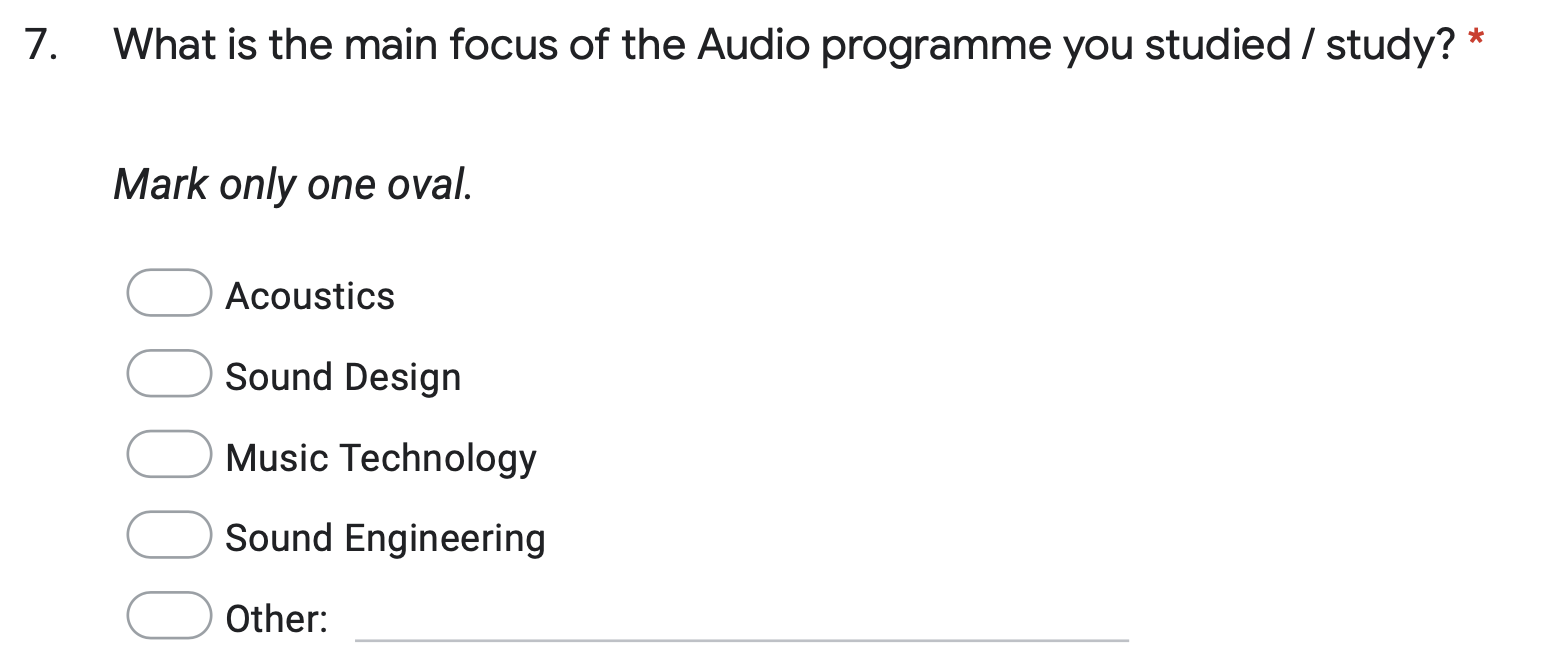 7. What is the main focus of the Audio programme you studied / study? *
Mark only one oval.
Acoustics
Sound Design
Music Technology
Sound Engineering
Other: